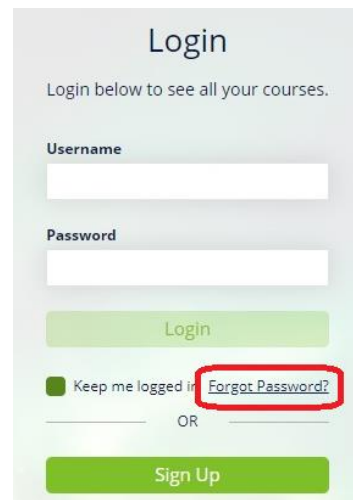 Login
Login below to see all your courses.
Username
Password
Login
Keep me logged in Forgot Password?
OR
Sign Up